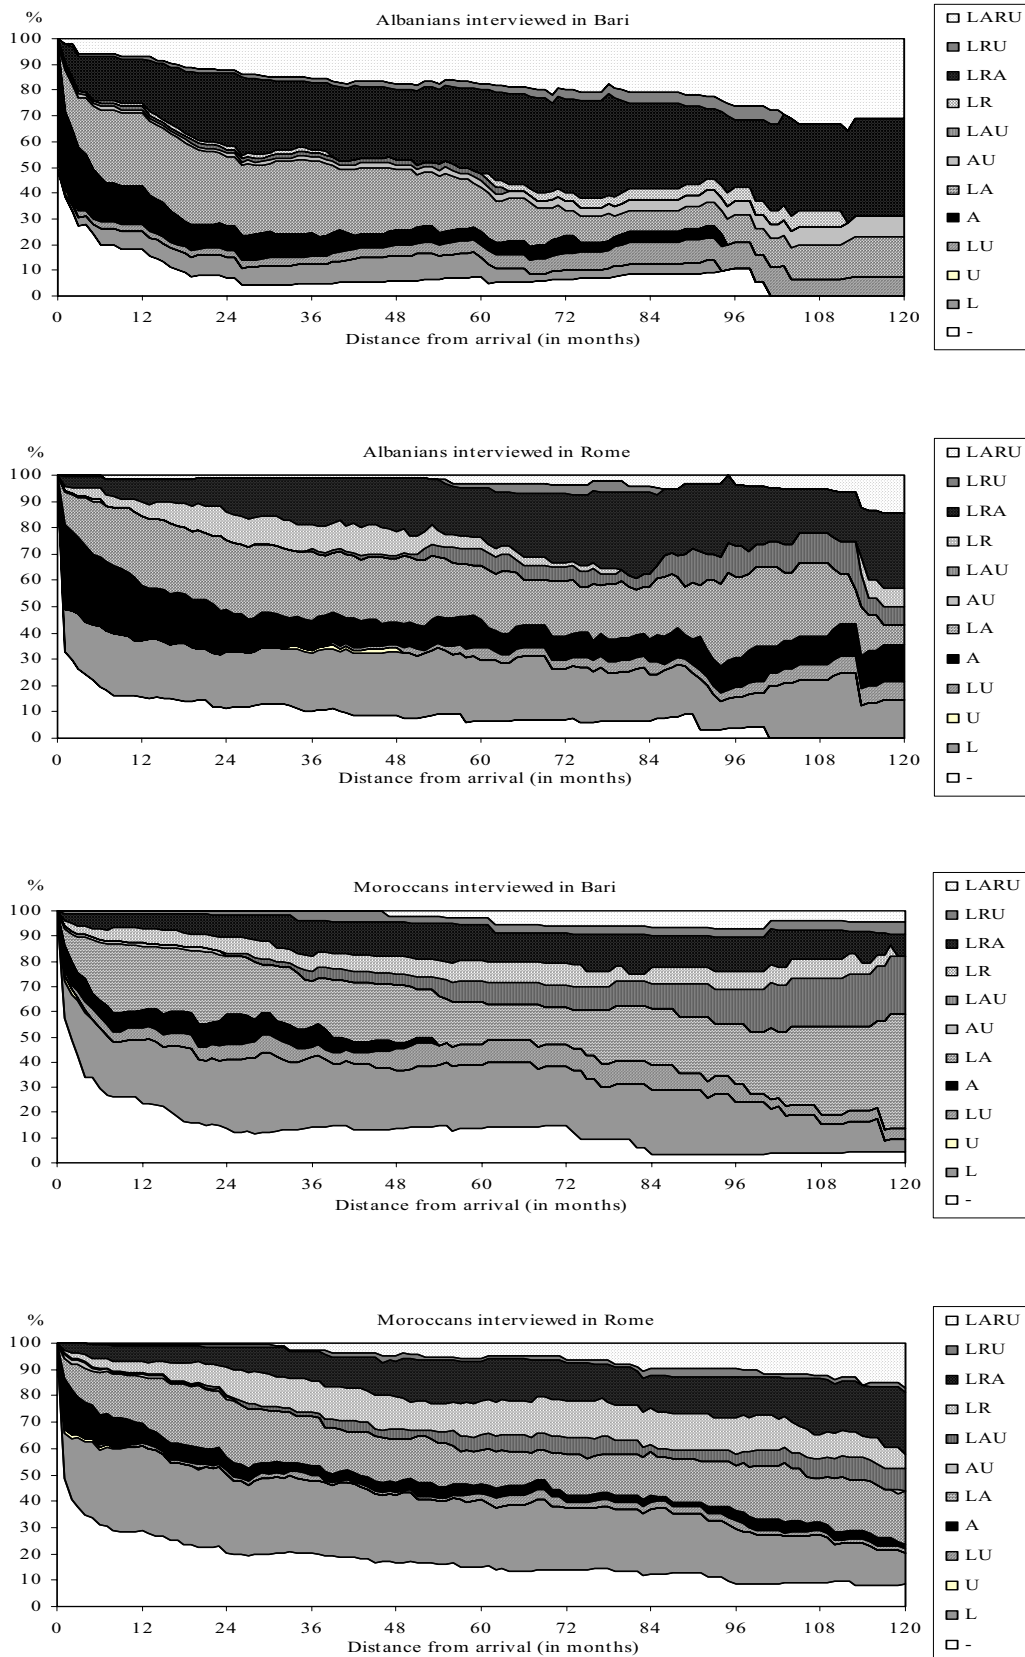 Albanians interviewed in Bari
%
100
90
80
70
60
50
40
30
20
10
0
0 12 24 36 48 60 72 84 96 108 120
Distance from arrival (in months)
LARU
LRU
LRA
LR
LAU
AU
LA
A
LU
U
L
-
Albanians interviewed in Rome
%
100
90
80
70
60
50
40
30
20
10
0
0 12 24 36 48 60 72 84 96 108 120
Distance from arrival (in months)
LARU
LRU
LRA
LR
LAU
AU
LA
A
LU
U
L
-
Moroccans interviewed in Bari
%
100
90
80
70
60
50
40
30
20
10
0
0 12 24 36 48 60 72 84 96 108 120
Distance from arrival (in months)
LARU
LRU
LRA
LR
LAU
AU
LA
A
LU
U
L
-
Moroccans interviewed in Rome
%
100
90
80
70
60
50
40
30
20
10
0
0 12 24 36 48 60 72 84 96 108 120
Distance from arrival (in months)
LARU
LRU
LRA
LR
LAU
AU
LA
A
LU
U
L
-